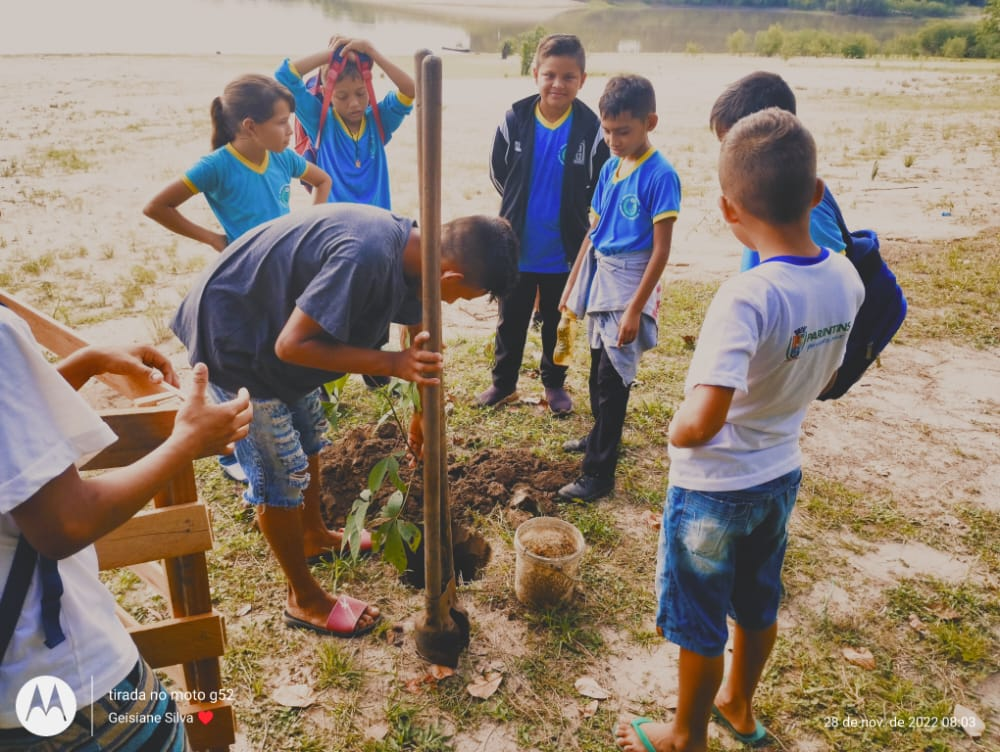 PARINTINS
tirada no moto g52
Geisiane Silva ❤
28 de nov. de 2022 08:03